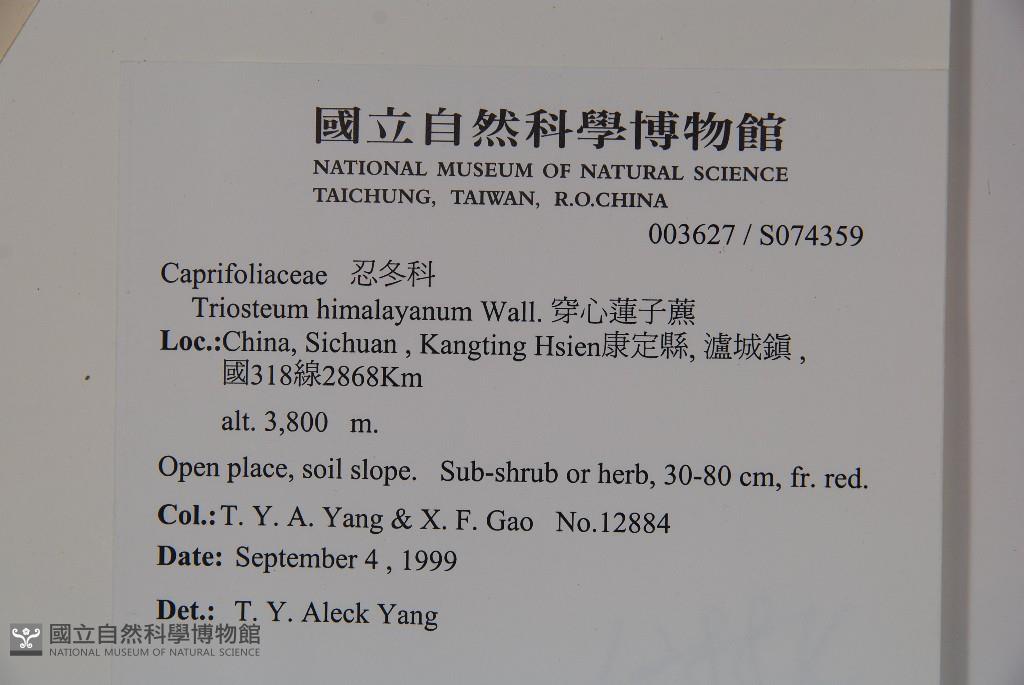 國立自然科學博物館
NATIONAL MUSEUM OF NATURAL SCIENCE
TAICHUNG, TAIWAN, R.O.CHINA
003627 / S074359
Caprifoliaceae 忍冬科
Triosteum himalayanum Wall. 穿心蓮子藨
Loc.:China, Sichuan , Kangting Hsien康定縣, 瀘城鎮 ,
國318線2868Km
alt. 3,800 m.
Open place, soil slope. Sub-shrub or herb, 30-80 cm, fr. red.
Col.: T. Y. A. Yang & X. F. Gao No.12884
Date: September 4 , 1999
Det.: T. Y. Aleck Yang
國立自然科學博物館
NATIONAL MUSEUM OF NATURAL SCIENCE